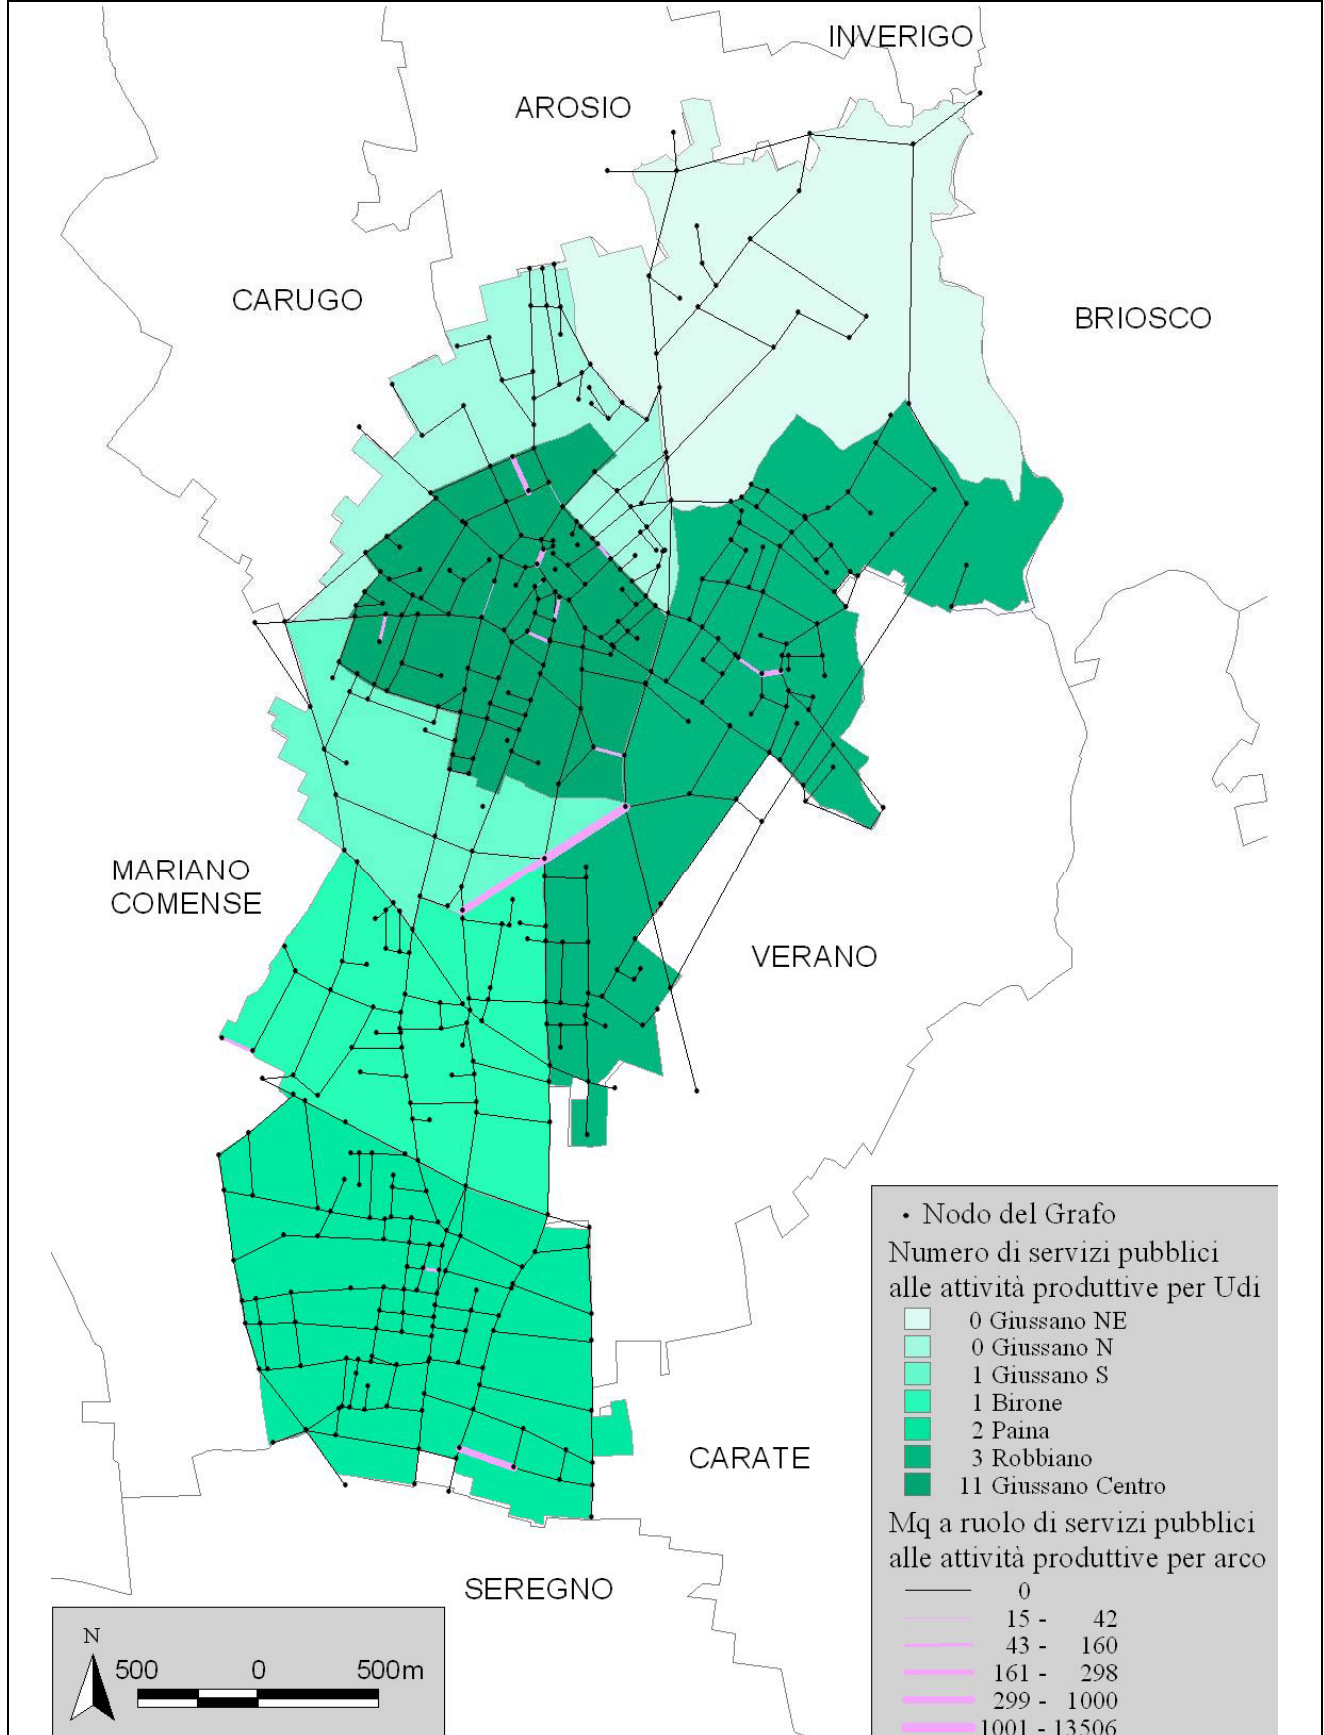 INVERIGO
AROSIO
CARUGO
BRIOSCO
MARIANO
COMENSE
VERANO
CARATE
SEREGNO
N
500 0 500m
• Nodo del Grafo
Numero di servizi pubblici
alle attività produttive per Udi
0 Giussano NE
0 Giussano N
1 Giussano S
1 Birone
2 Paina
3 Robbiano
11 Giussano Centro
Mq a ruolo di servizi pubblici
alle attività produttive per arco
0
15 - 42
43 - 160
161 - 298
299 - 1000
1001 - 13506